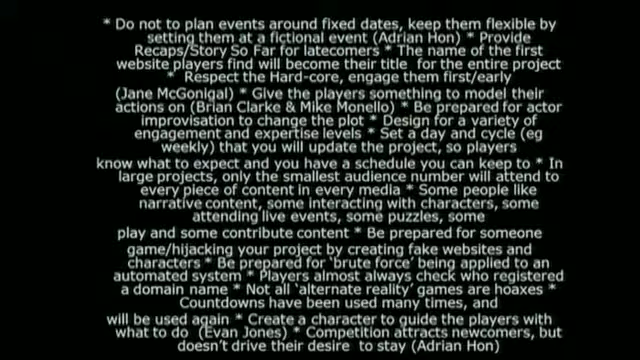 * Do not to plan events around fixed dates, keep them flexible by
setting them at a fictional event (Adrian Hon) * Provide
Recaps/Story So Far for latecomers * The name of the first
website players find will become their title for the entire project
* Respect the Hard-core, engage them first/early
(Jane McGonigal) * Give the players something to model their
actions on (Brian Clarke & Mike Monello) * Be prepared for actor
improvisation to change the plot * Design for a variety of
engagement and expertise levels * Set a day and cycle (eg
weekly) that you will update the project, so players
know what to expect and you have a schedule you can keep to * In
large projects, only the smallest audience number will attend to
every piece of content in every media * Some people like
narrative content, some interacting with characters, some
attending live events, some puzzles, some
play and some contribute content * Be prepared for someone
game/hijacking your project by creating fake websites and
characters * Be prepared for 'brute force' being applied to an
automated system * Players almost always check who registered
a domain name * Not all 'alternate reality' games are hoaxes *
Countdowns have been used many times, and
will be used again * Create a character to guide the players with
what to do (Evan Jones) * Competition attracts newcomers, but
doesn't drive their desire to stay (Adrian Hon)